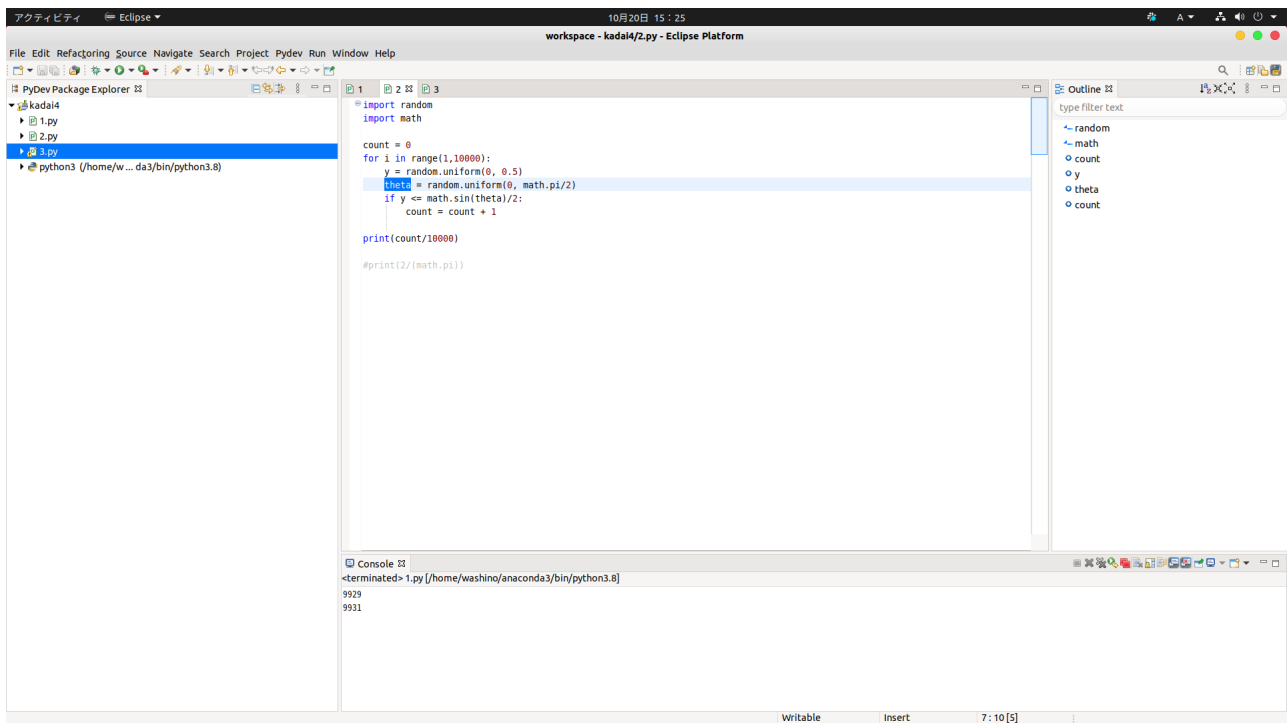 アクティビティ Eclipse 10月20日 15：25 A
workspace - kadai4/2.py - Eclipse Platform
File Edit Refactoring Source Navigate Search Project Pydev Run Window Help
PyDev Package Explorer
kadai4
1.py
2.py
3.py
python3 (/home/w ... da3/bin/python3.8)
1 2 3
import random
import math
count = 0
for i in range(1,10000):
y = random.uniform(0, 0.5)
theta = random.uniform(0, math.pi/2)
if y <= math.sin(theta)/2:
count = count + 1
print(count/10000)
#print(2/(math.pi))
Outline
type filter text
random
math
count
y
theta
count
Console
<terminated> 1.py [/home/washino/anaconda3/bin/python3.8]
9929
9931
Writable Insert 7 : 10 [5]